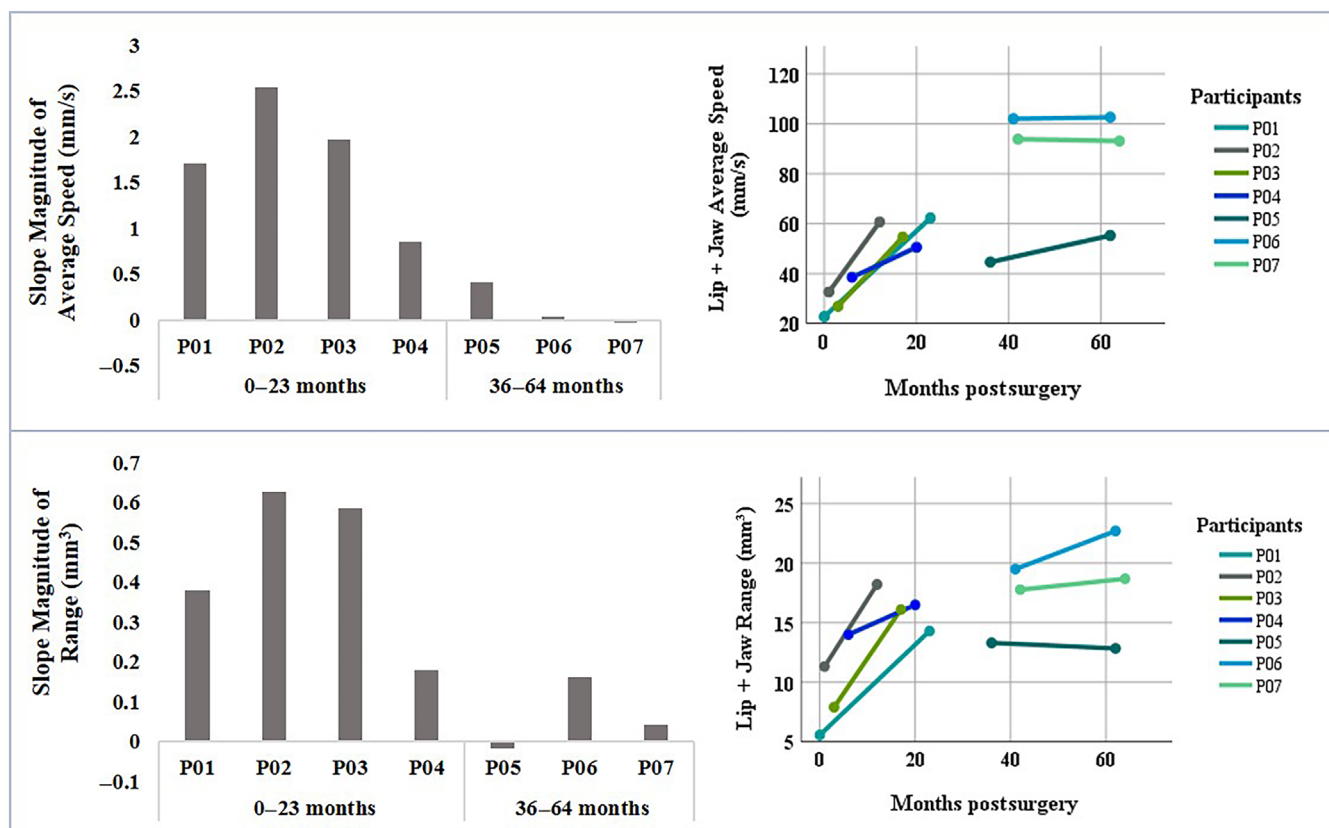 3
2.5
2
1.5
1
0.5
0
–0.5
Slope Magnitude of
Average Speed (mm/s)
P01 P02 P03 P04 P05 P06 P07
0–23 months 36–64 months
120
100
80
60
40
20
Lip + Jaw Average Speed
(mm/s)
0 20 40 60
Months postsurgery
Participants
P01
P02
P03
P04
P05
P06
P07
0.7
0.6
0.5
0.4
0.3
0.2
0.1
0
–0.1
Slope Magnitude of
Range (mm³)
P01 P02 P03 P04 P05 P06 P07
0–23 months 36–64 months
25
20
15
10
5
Lip + Jaw Range (mm³)
0 20 40 60
Months postsurgery
Participants
P01
P02
P03
P04
P05
P06
P07